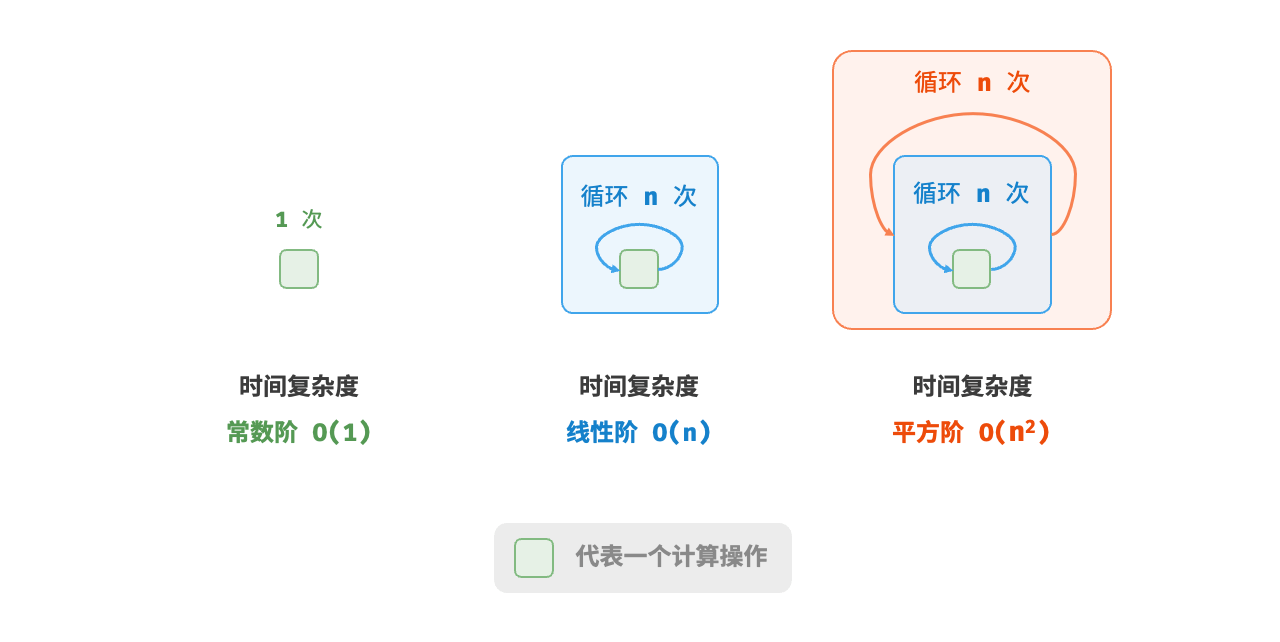 1 次
时间复杂度
常数阶 O(1)
循环 n 次
时间复杂度
线性阶 O(n)
循环 n 次
循环 n 次
时间复杂度
平方阶 O(n²)
代表一个计算操作